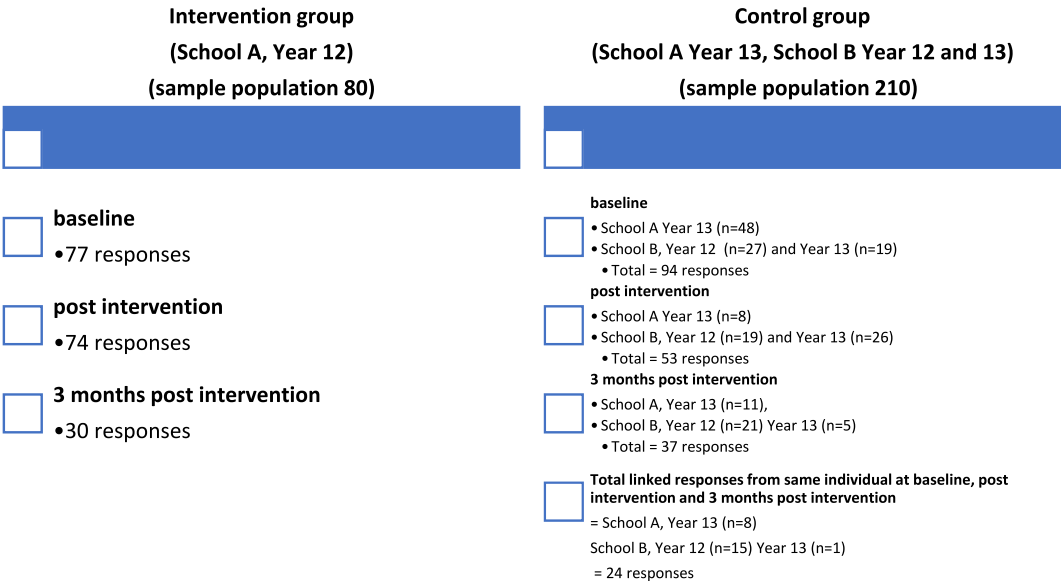 Intervention group
(School A, Year 12)
(sample population 80)
baseline
•77 responses
post intervention
•74 responses
3 months post intervention
•30 responses
Control group
(School A Year 13, School B Year 12 and 13)
(sample population 210)
baseline
• School A Year 13 (n=48)
• School B, Year 12  (n=27) and Year 13 (n=19)
• Total = 94 responses
post intervention
• School A Year 13 (n=8)
• School B, Year 12 (n=19) and Year 13 (n=26)
• Total = 53 responses
3 months post intervention
• School A, Year 13 (n=11),
• School B, Year 12 (n=21) Year 13 (n=5)
• Total = 37 responses
Total linked responses from same individual at baseline, post
intervention and 3 months post intervention
= School A, Year 13 (n=8)
School B, Year 12 (n=15) Year 13 (n=1)
= 24 responses